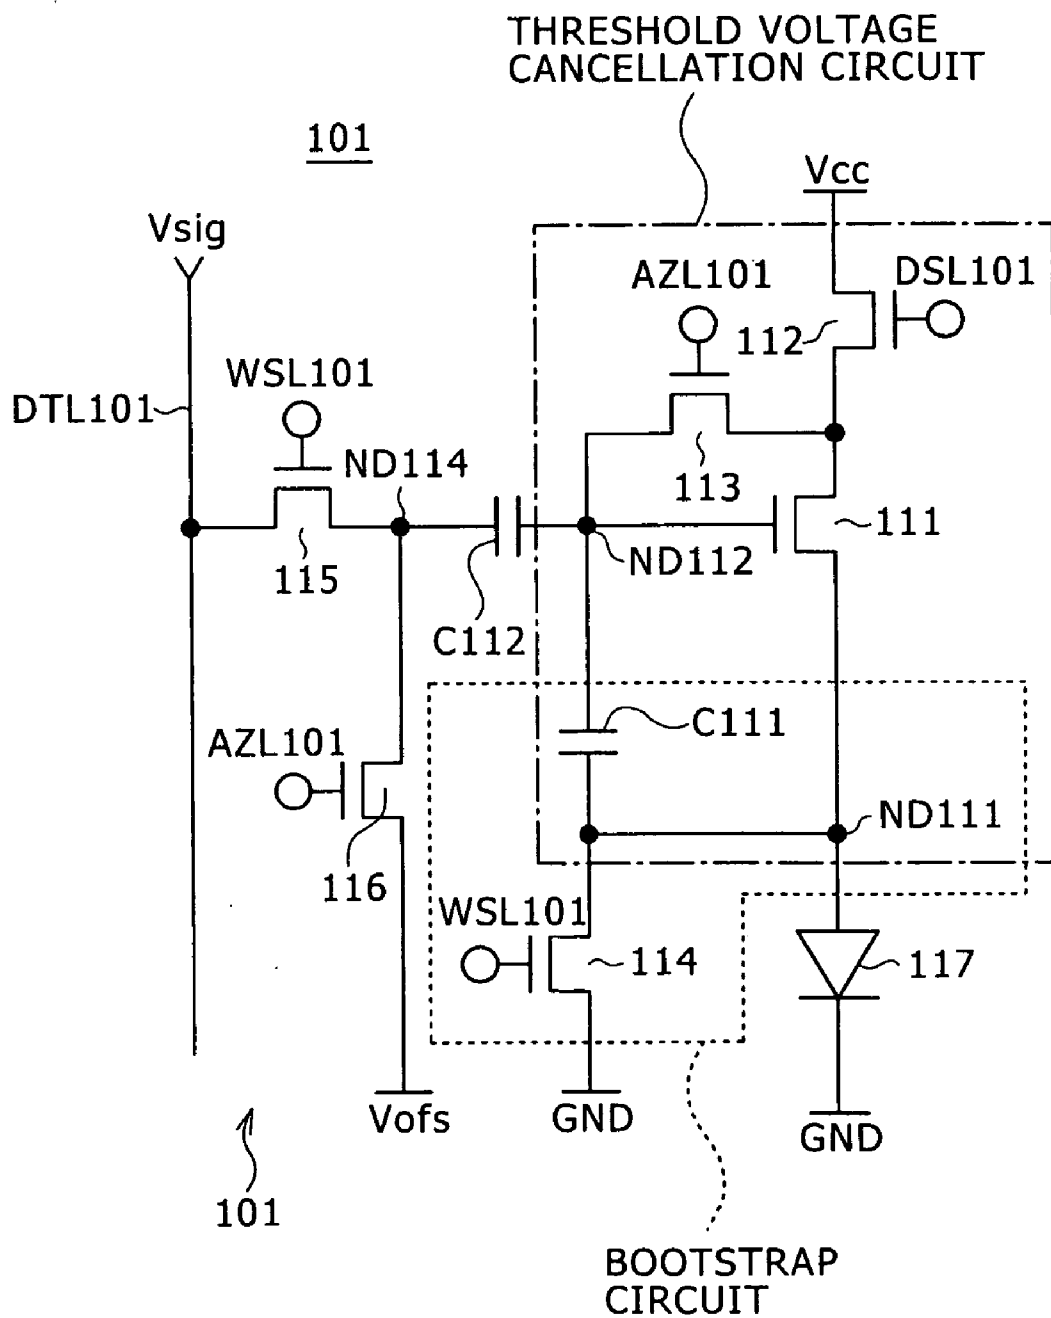 THRESHOLD VOLTAGE
CANCELLATION CIRCUIT
101
Vcc
Vsig
AZL101
DSL101
112
WSL101
DTL101
ND114
113
111
ND112
115
C112
C111
AZL101
ND111
116
WSL101
114
117
Vofs
GND
GND
101
BOOTSTRAP
CIRCUIT